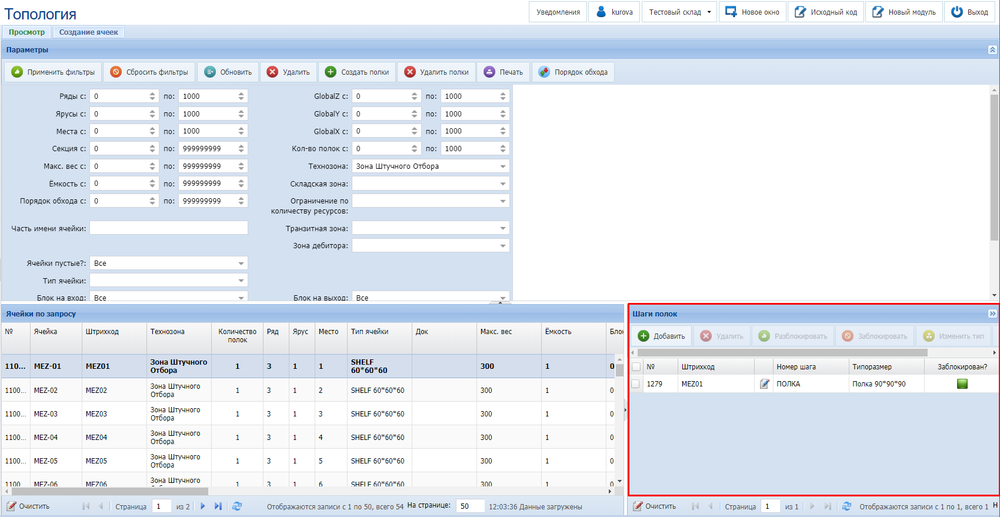 Топология
Уведомления
kurova
Тестовый склад
Новое окно
Исходный код
Новый модуль
Выход
Просмотр
Создание ячеек
Параметры
Применить фильтры
Сбросить фильтры
Обновить
Удалить
Создать полки
Удалить полки
Печать
Порядок обхода
Ряды с: 0 по: 1000 GlobalZ с: 0 по: 1000
Ярусы с: 0 по: 1000 GlobalY с: 0 по: 1000
Места с: 0 по: 1000 GlobalX с: 0 по: 1000
Секция с: 0 по: 999999999 Кол-во полок с: 0 по: 1000
Макс. вес с: 0 по: 999999999 Технозона: Зона Штучного Отбора
Ёмкость с: 0 по: 999999999 Складская зона:
Порядок обхода с: 0 по: 999999999 Ограничение по
количеству ресурсов:
Часть имени ячейки: Транзитная зона:
Зона дебитора:
Ячейки пустые?: Все
Тип ячейки:
Блок на вход: Все Блок на выход: Все
Ячейки по запросу
№ Ячейка Штрихкод Технозона Количество полок Ряд Ярус Место Тип ячейки Док Макс. вес Ёмкость Блок
110... MEZ-01 MEZ01 Зона Штучного Отбора 1 3 1 1 SHELF 60*60*60 300 1 0
1100... MEZ-02 MEZ02 Зона Штучного Отбора 1 3 1 2 SHELF 60*60*60 300 1 0
1100... MEZ-03 MEZ03 Зона Штучного Отбора 1 3 1 3 SHELF 60*60*60 300 1 0
1100... MEZ-04 MEZ04 Зона Штучного Отбора 1 3 1 4 SHELF 60*60*60 300 1 0
1100... MEZ-05 MEZ05 Зона Штучного Отбора 1 3 1 5 SHELF 60*60*60 300 1 0
1100 MEZ-06 MEZ06 Зона Штучного 1 3 1 6 SHELF 60*60*60 300 1 0
Очистить Страница 1 из 2 Отображаются записи с 1 по 50, всего 54 На странице: 50 12:03:36 Данные загружены
Шаги полок
Добавить
Удалить
Разблокировать
Заблокировать
Изменить тип
№ Штрихкод Номер шага Типоразмер Заблокирован?
1279 MEZ01 ПОЛКА Полка 90*90*90
Очистить Страница 1 из 1 Отображаются записи с 1 по 1, всего 1 Н